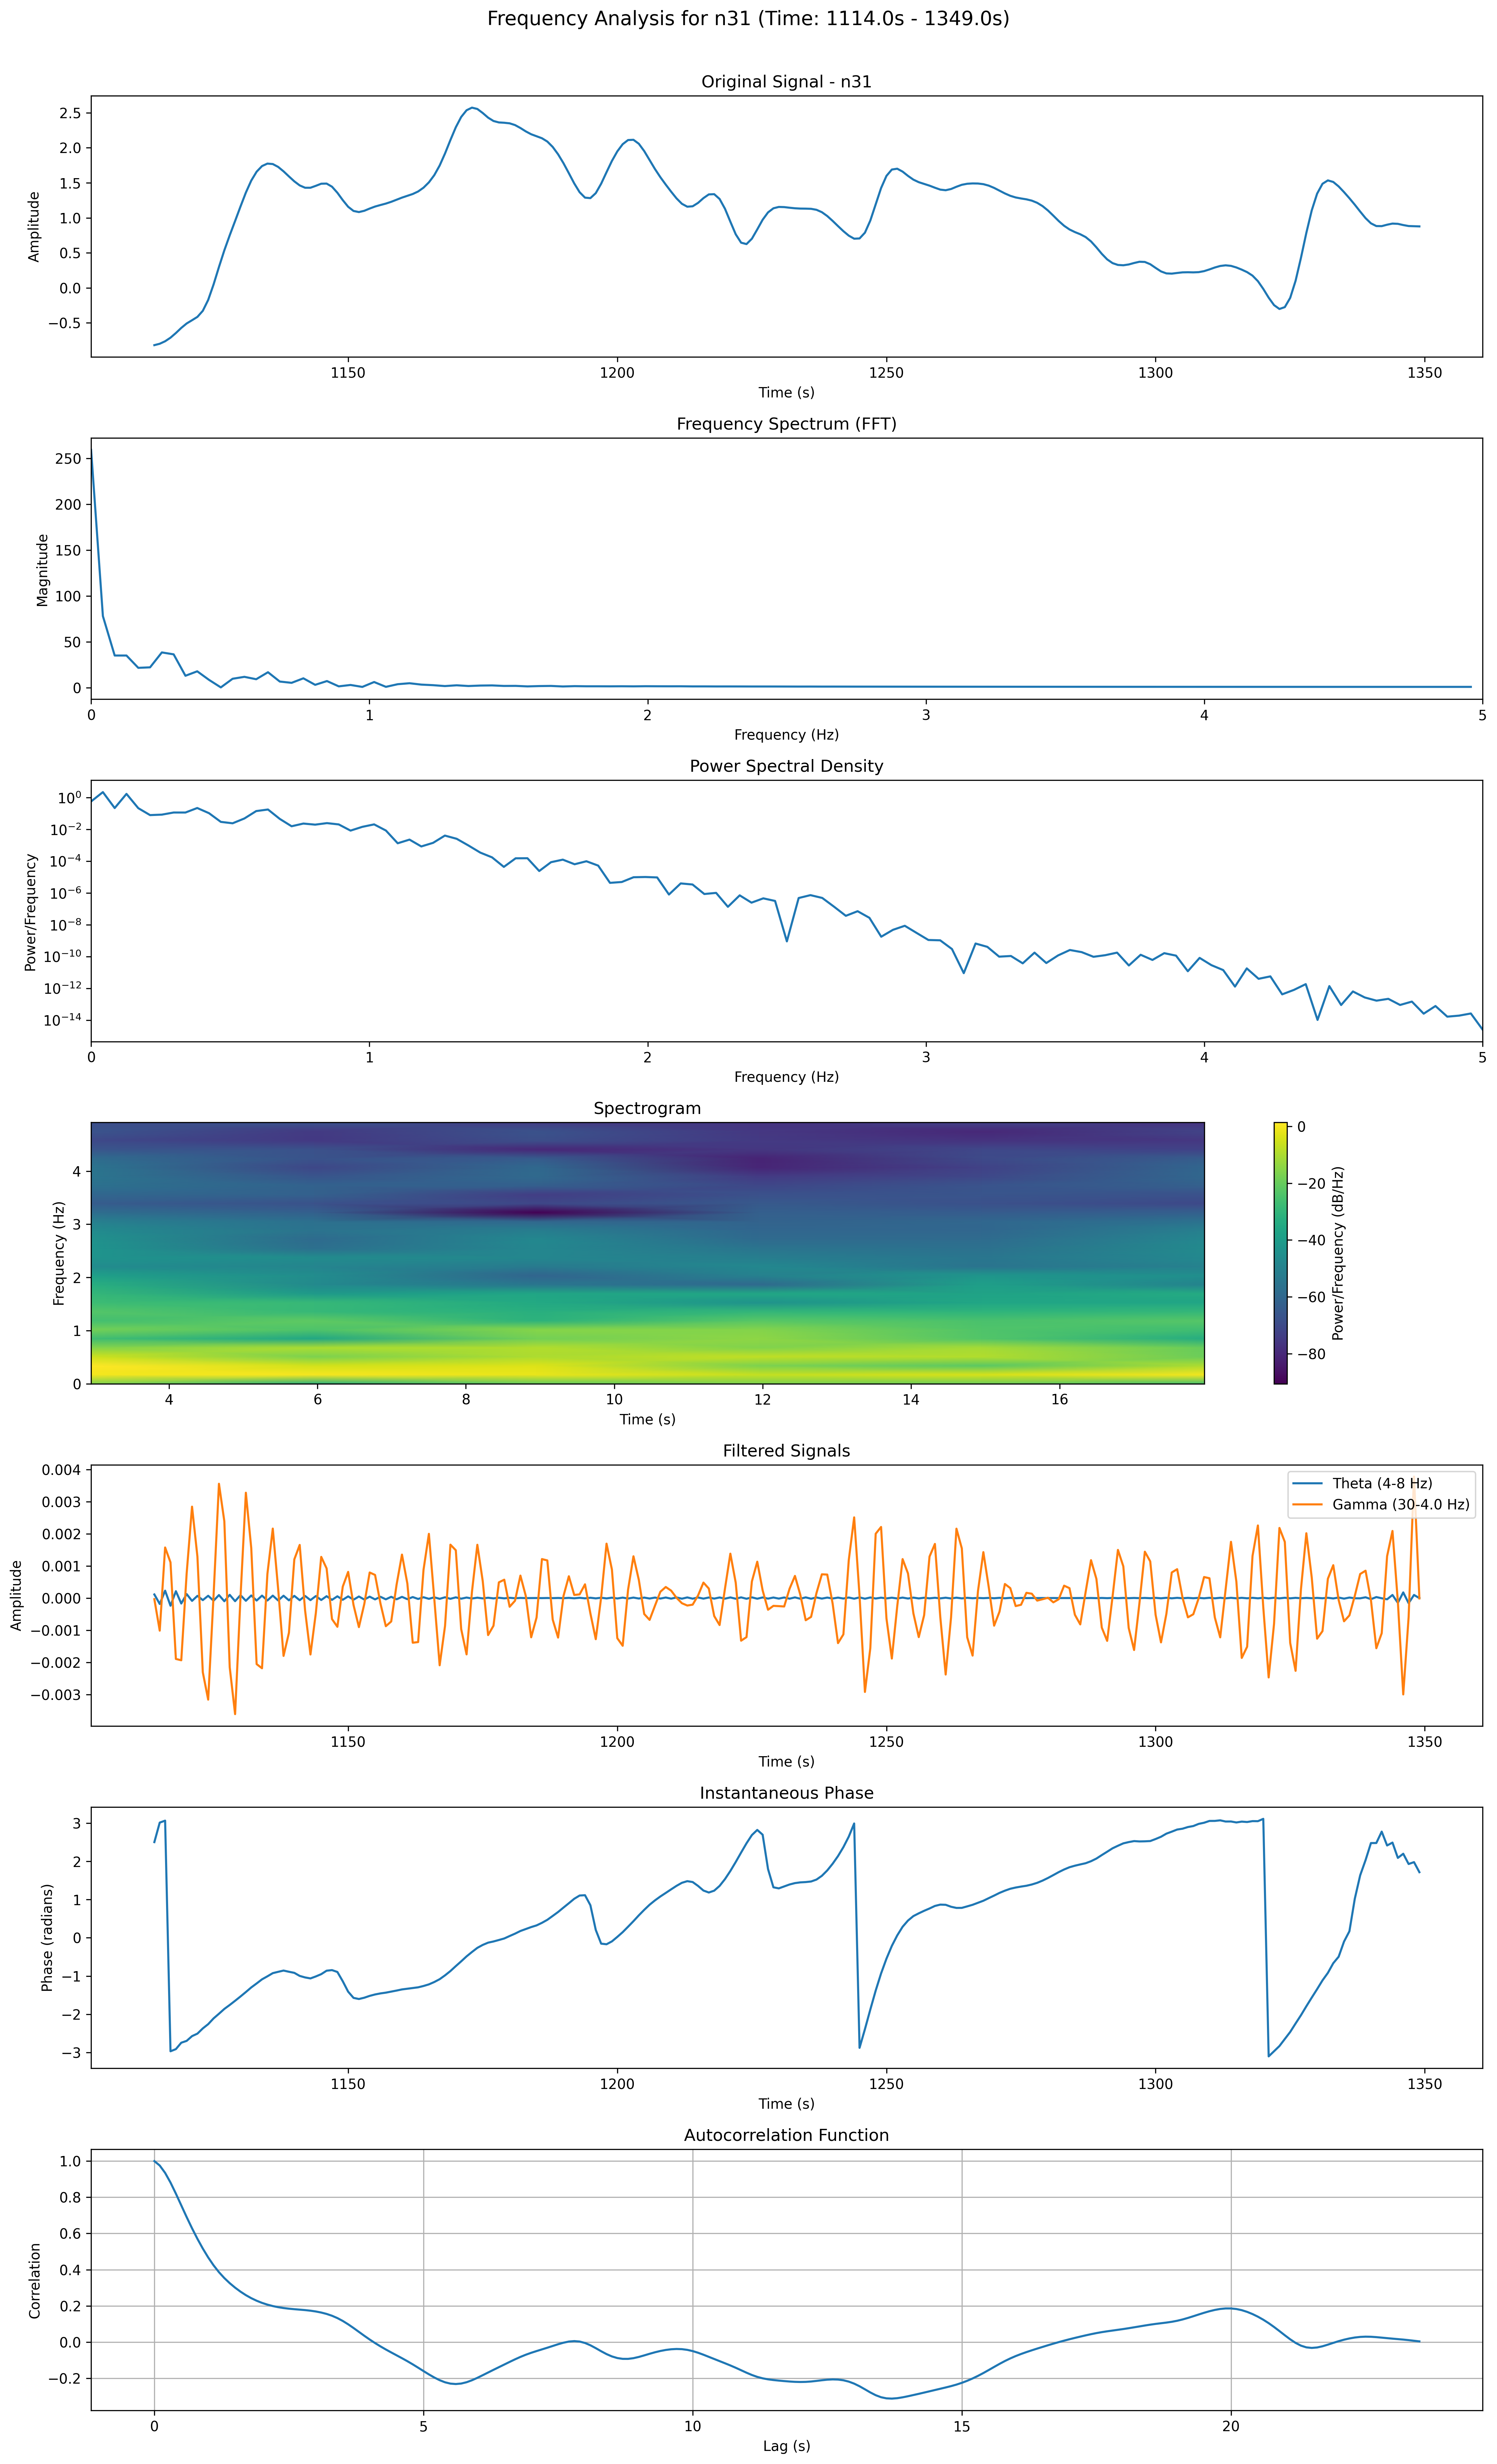 Frequency Analysis for n31 (Time: 1114.0s - 1349.0s)
Original Signal - n31
2.5
2.0
1.5
1.0
0.5
0.0
−0.5
Amplitude
1150 1200 1250 1300 1350
Time (s)
Frequency Spectrum (FFT)
250
200
150
100
50
0
Magnitude
0 1 2 3 4 5
Frequency (Hz)
Power Spectral Density
10⁰
10⁻²
10⁻⁴
10⁻⁶
10⁻⁸
10⁻¹⁰
10⁻¹²
10⁻¹⁴
Power/Frequency
0 1 2 3 4 5
Frequency (Hz)
Spectrogram
4
3
2
1
0
Frequency (Hz)
4 6 8 10 12 14 16
Time (s)
0
−20
−40
−60
−80
Power/Frequency (dB/Hz)
Filtered Signals
0.004
0.003
0.002
0.001
0.000
−0.001
−0.002
−0.003
Amplitude
Theta (4-8 Hz)
Gamma (30-4.0 Hz)
1150 1200 1250 1300 1350
Time (s)
Instantaneous Phase
3
2
1
0
−1
−2
−3
Phase (radians)
1150 1200 1250 1300 1350
Time (s)
Autocorrelation Function
1.0
0.8
0.6
0.4
0.2
0.0
−0.2
Correlation
0 5 10 15 20
Lag (s)